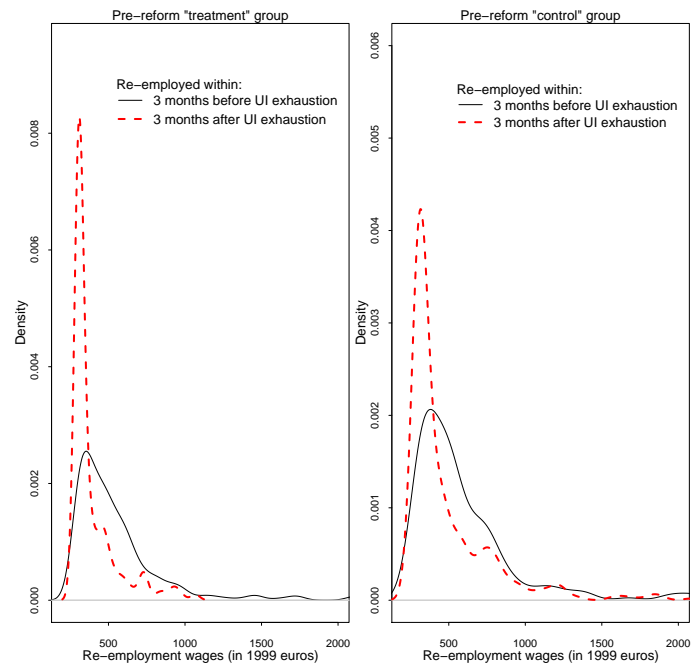 Pre−reform "treatment" group
Re−employed within:
3 months before UI exhaustion
3 months after UI exhaustion
Density
0.000
0.002
0.004
0.006
0.008
500
1000
1500
2000
Re−employment wages (in 1999 euros)
Pre−reform "control" group
Re−employed within:
3 months before UI exhaustion
3 months after UI exhaustion
Density
0.000
0.001
0.002
0.003
0.004
0.005
0.006
500
1000
1500
2000
Re−employment wages (in 1999 euros)